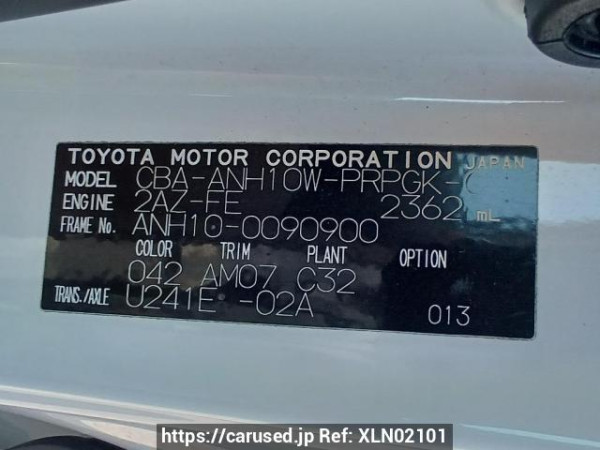 TOYOTA MOTOR CORPORATION JAPAN
MODEL CBA-ANH10W-PRPGK-
ENGINE 2AZ-FE 2362 mL
FRAME No. ANH10-0090900
COLOR TRIM PLANT OPTION
042 AM07 C32
TRANS./AXLE U241E -02A
013
https://carused.jp Ref: XLN02101